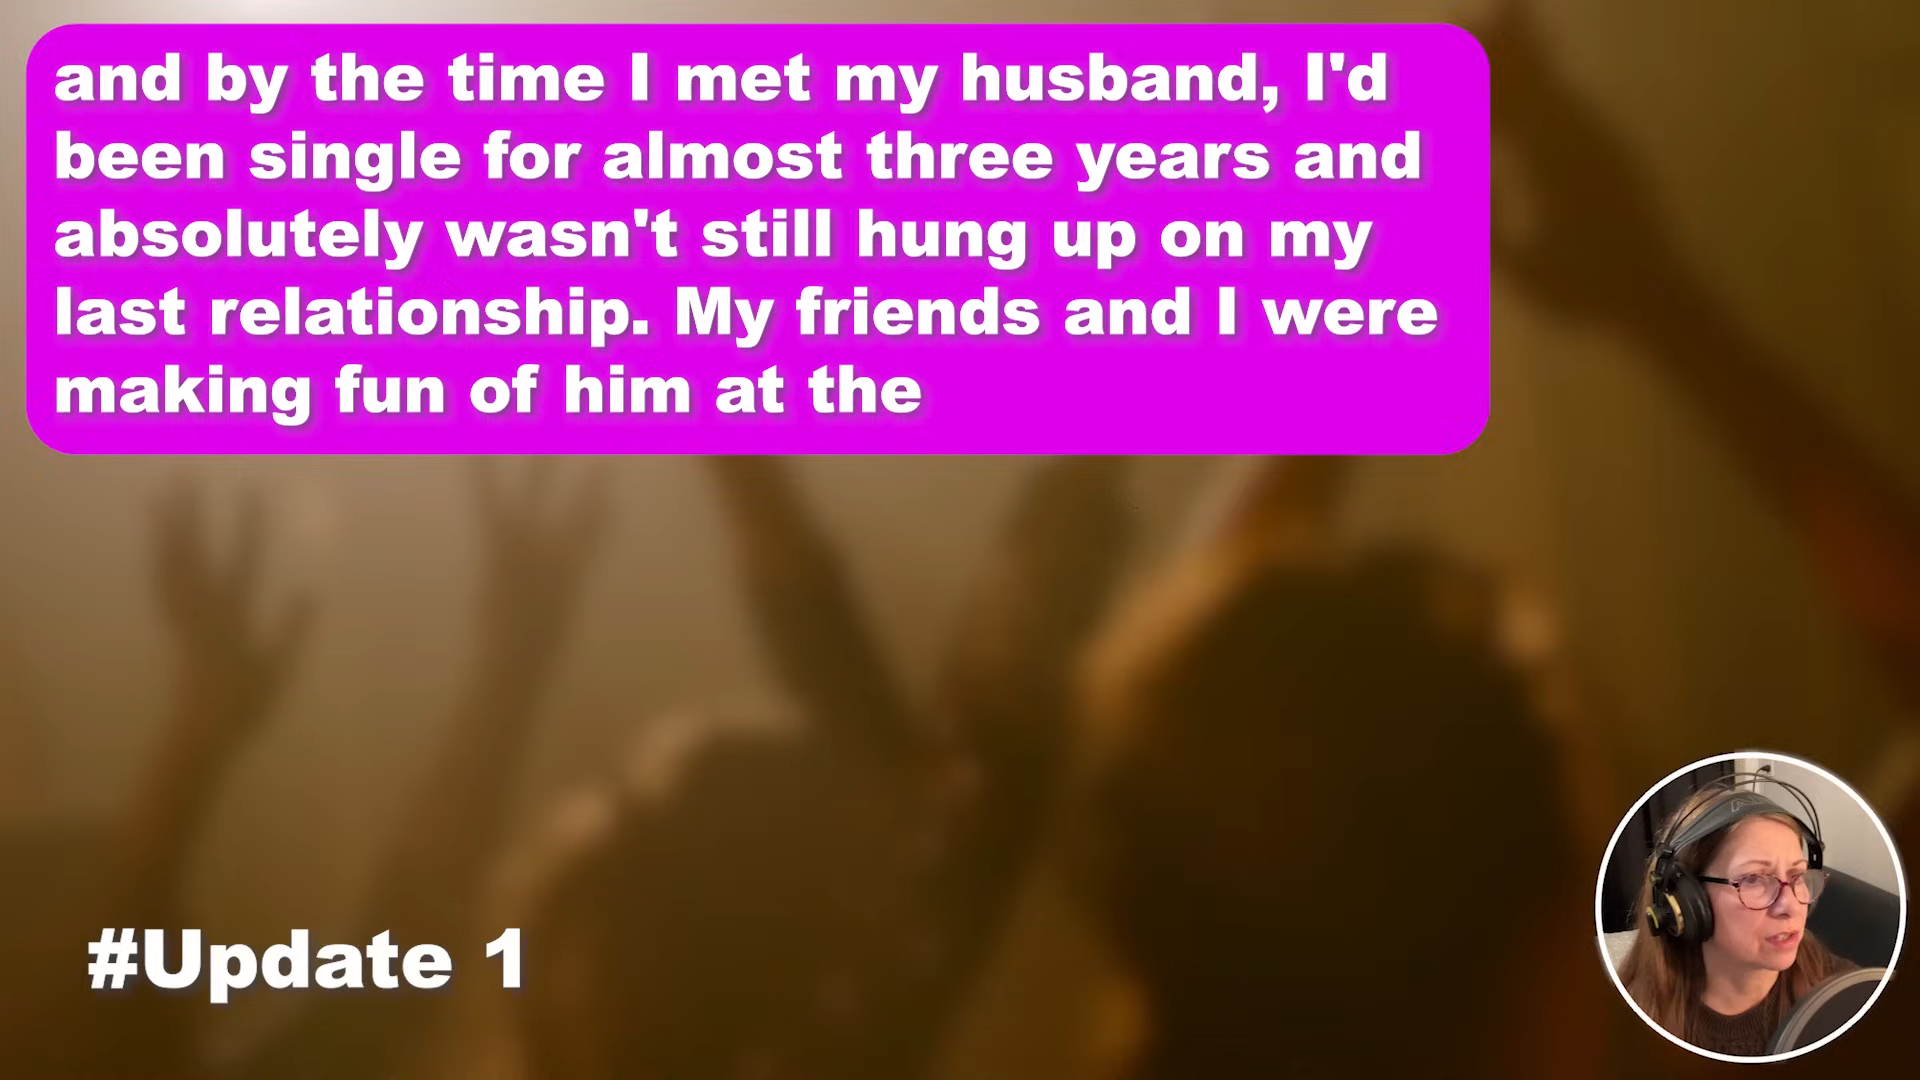 and by the time I met my husband, I'd
been single for almost three years and
absolutely wasn't still hung up on my
last relationship. My friends and I were
making fun of him at the
#Update 1